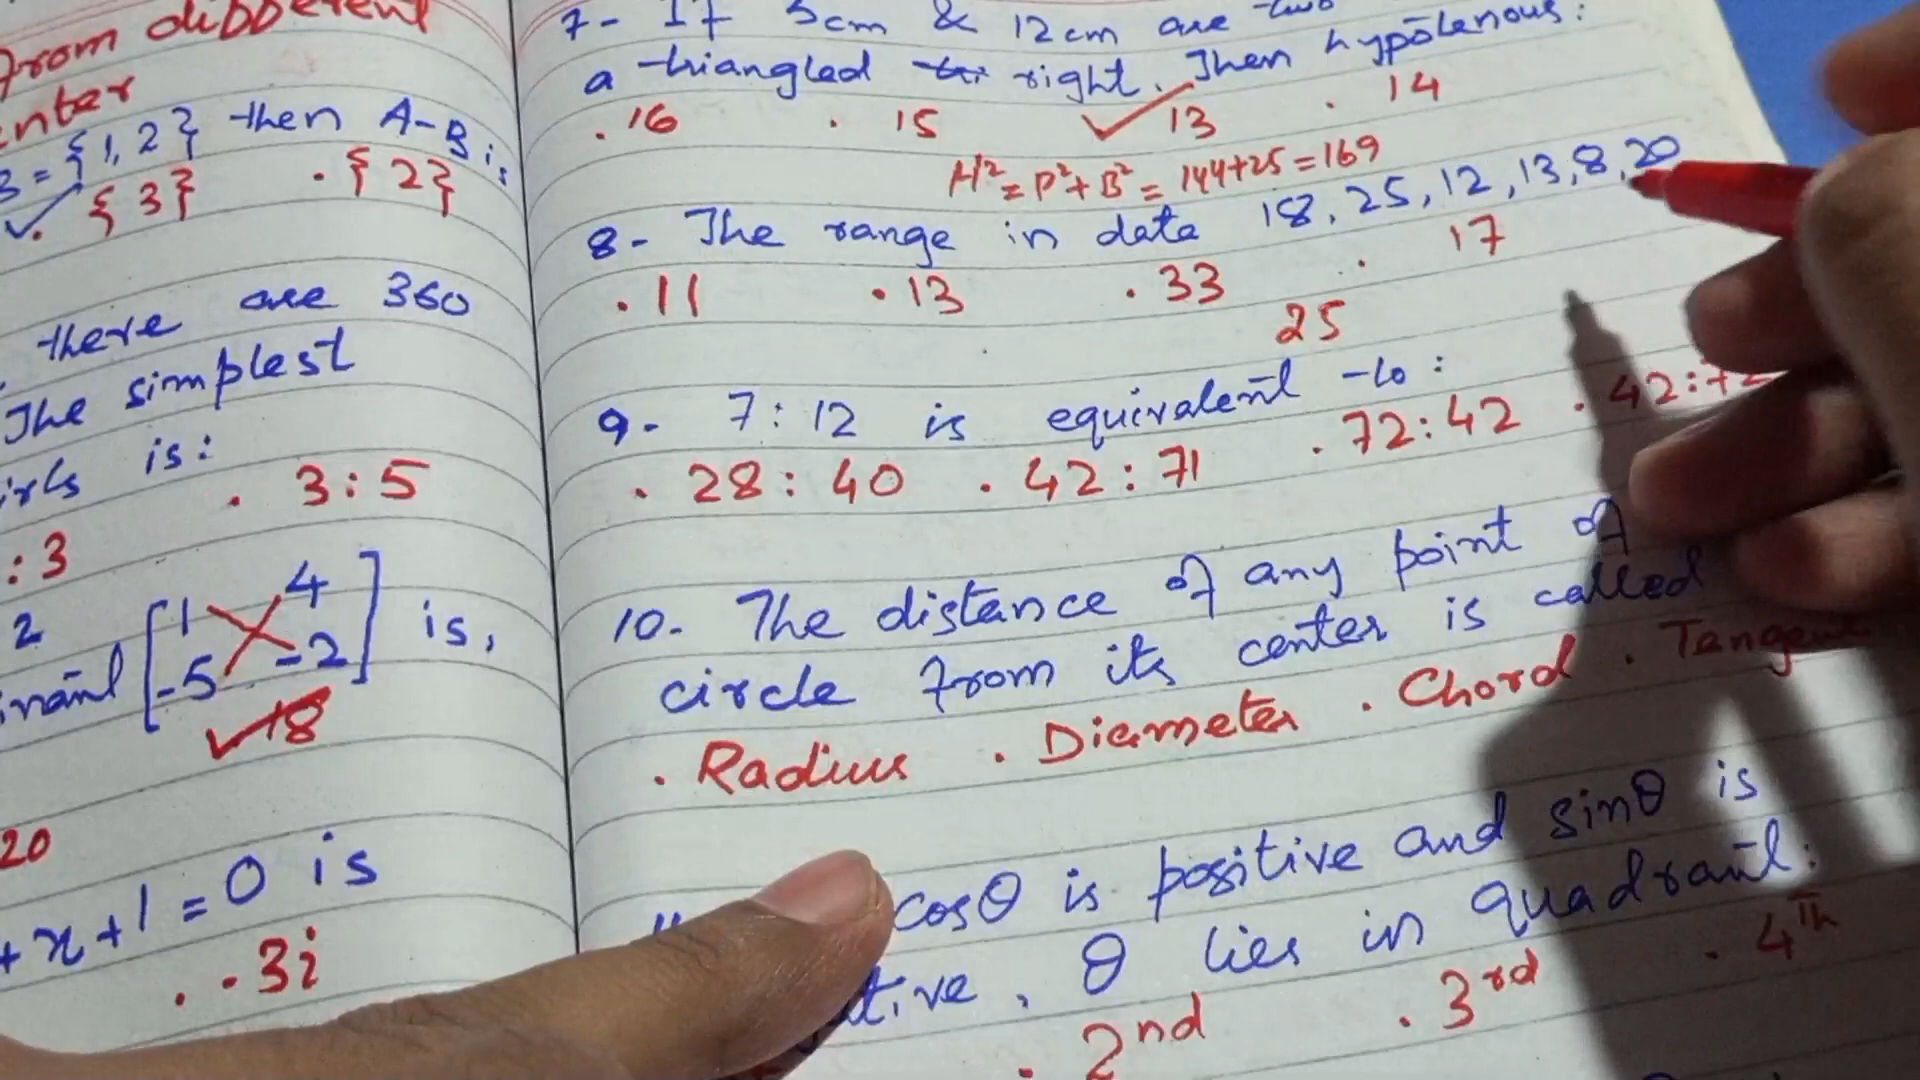 From different
enter
B = {1, 2} then A-B is
. {3} . {2}
there are 360
The simplest
is:
. 3:5
:3
2
[1 4
-5 -2] is,
18
20
+x+1=0 is
. -3i
7- If 5cm & 12cm are two
a triangled right. Then hypotenous:
. 16 . 15 13 . 14
H² = P² + B² = 144+25 = 169
8- The range in data 18, 25, 12, 13, 8, 20
. 11 . 13 . 33 . 17
25
9- 7:12 is equivalent to:
. 28:40 . 42:71 . 72:42 . 42:72
10- The distance of any point of
circle from its center is called
. Radius . Diameter . Chord . Tangent
cosθ is positive and sinθ is
θ lies in quadrant:
. 2nd . 3rd . 4th